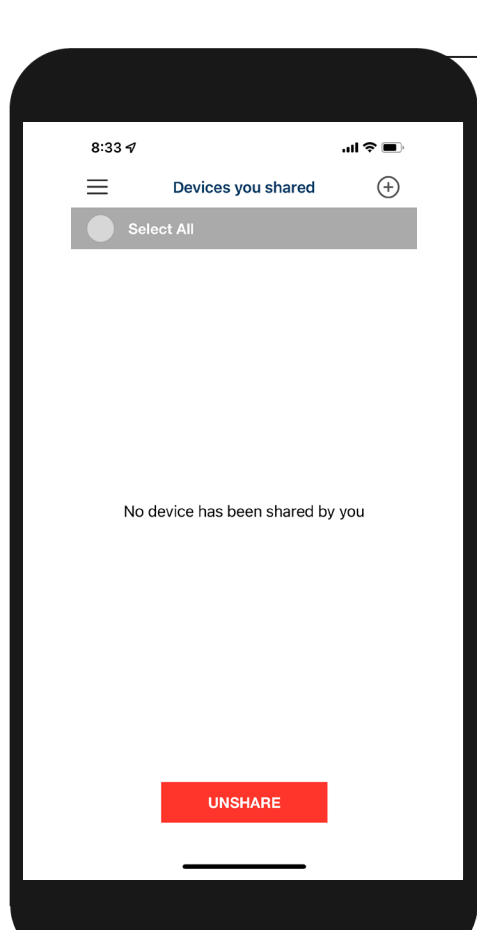 8:33
Devices you shared
Select All
No device has been shared by you
UNSHARE